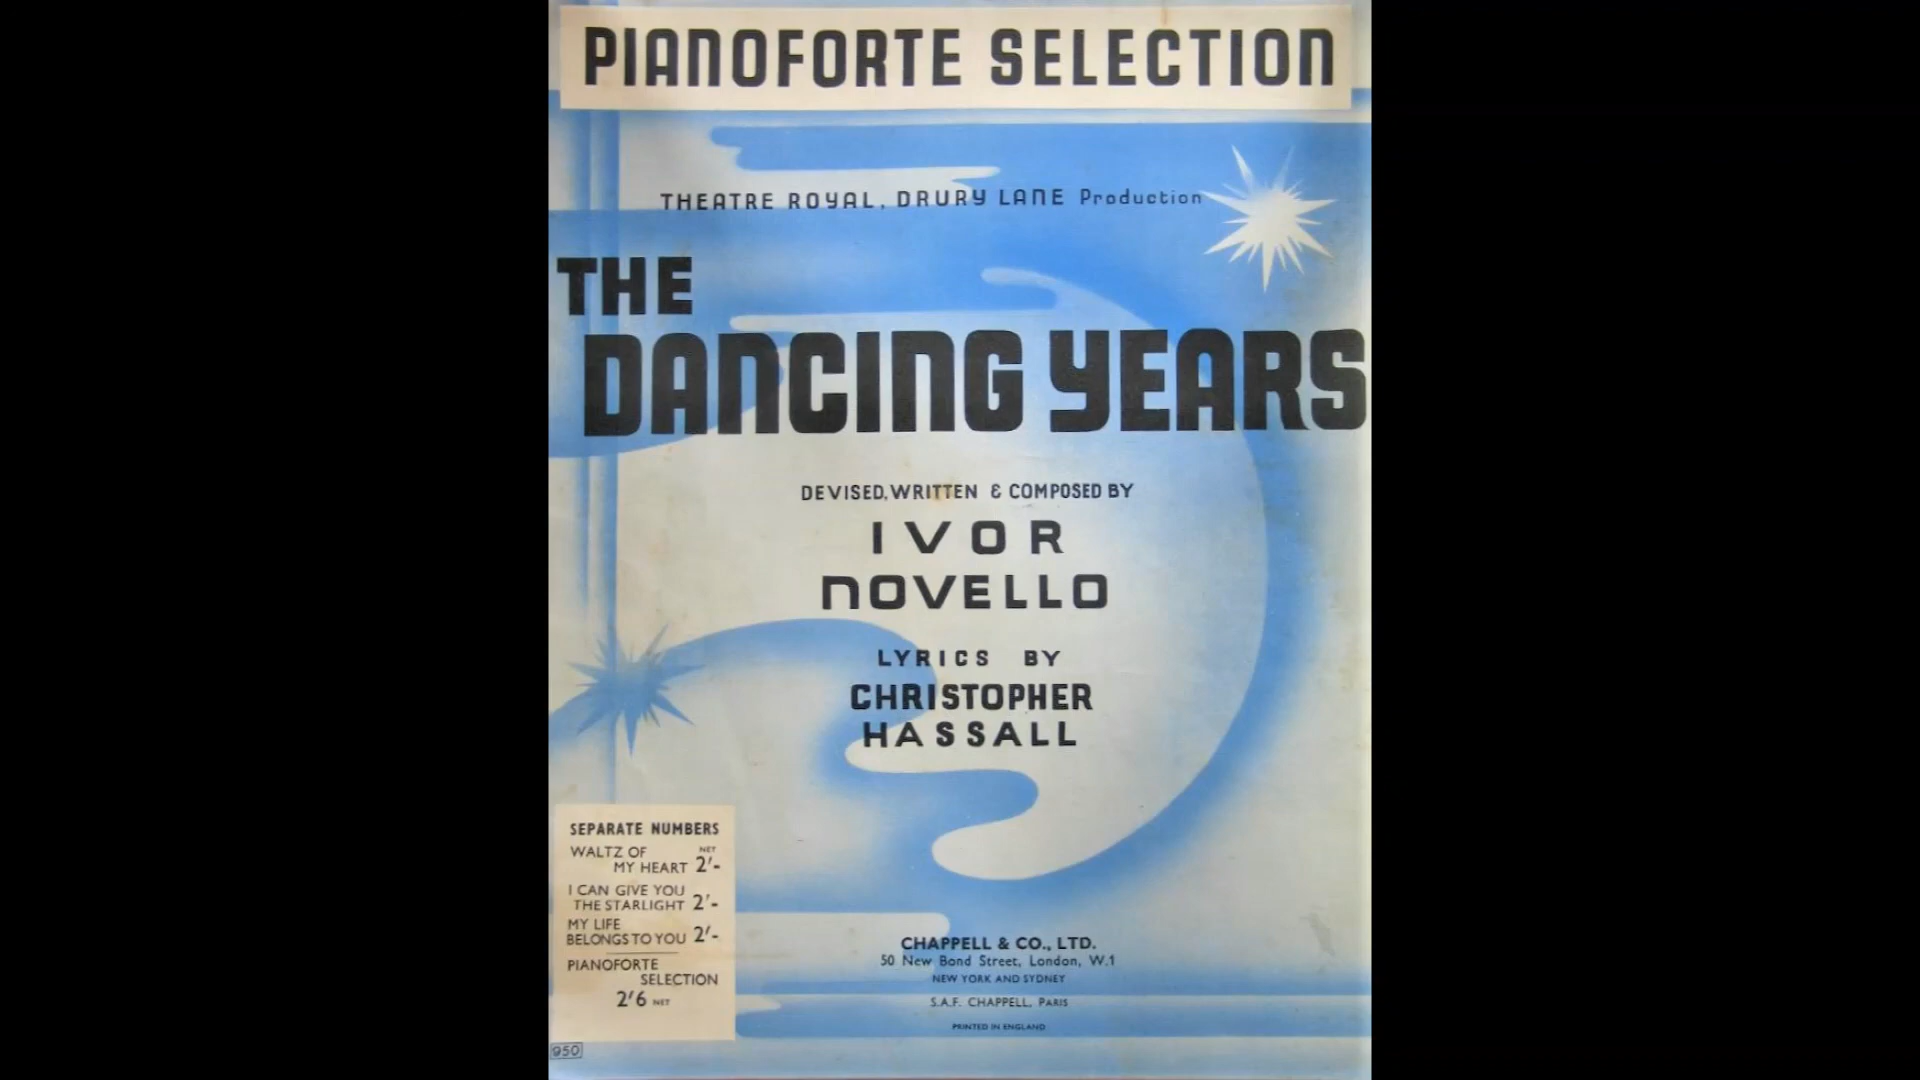 PIANOFORTE SELECTION
THEATRE ROYAL, DRURY LANE Production
THE
DANCING YEARS
DEVISED, WRITTEN & COMPOSED BY
IVOR
NOVELLO
LYRICS BY
CHRISTOPHER
HASSALL
SEPARATE NUMBERS
WALTZ OF
MY HEART NET 2'-
I CAN GIVE YOU
THE STARLIGHT 2'-
MY LIFE
BELONGS TO YOU 2'-
PIANOFORTE
SELECTION
2'6 NET
CHAPPELL & CO., LTD.
50 New Bond Street, London, W.1
NEW YORK AND SYDNEY
S.A.F. CHAPPELL, PARIS
PRINTED IN ENGLAND
950